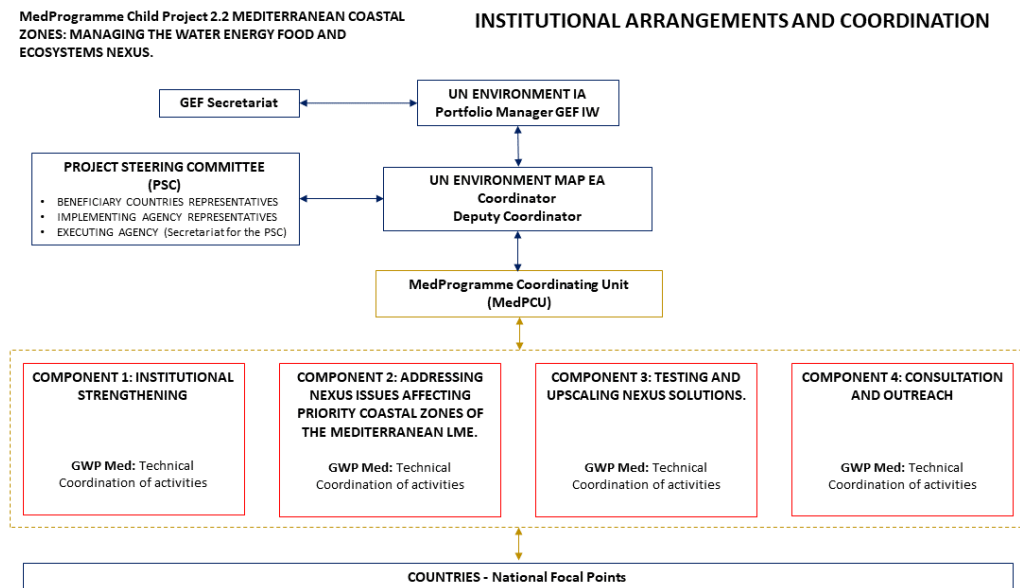 MedProgramme Child Project 2.2 MEDITERRANEAN COASTAL
ZONES: MANAGING THE WATER ENERGY FOOD AND
ECOSYSTEMS NEXUS.
INSTITUTIONAL ARRANGEMENTS AND COORDINATION
GEF Secretariat
UN ENVIRONMENT IA
Portfolio Manager GEF IW
PROJECT STEERING COMMITTEE
(PSC)
• BENEFICIARY COUNTRIES REPRESENTATIVES
• IMPLEMENTING AGENCY REPRESENTATIVES
• EXECUTING AGENCY (Secretariat for the PSC)
UN ENVIRONMENT MAP EA
Coordinator
Deputy Coordinator
MedProgramme Coordinating Unit
(MedPCU)
COMPONENT 1: INSTITUTIONAL
STRENGTHENING
GWP Med: Technical
Coordination of activities
COMPONENT 2: ADDRESSING
NEXUS ISSUES AFFECTING
PRIORITY COASTAL ZONES OF
THE MEDITERRANEAN LME.
GWP Med: Technical
Coordination of activities
COMPONENT 3: TESTING AND
UPSCALING NEXUS SOLUTIONS.
GWP Med: Technical
Coordination of activities
COMPONENT 4: CONSULTATION
AND OUTREACH
GWP Med: Technical
Coordination of activities
COUNTRIES - National Focal Points